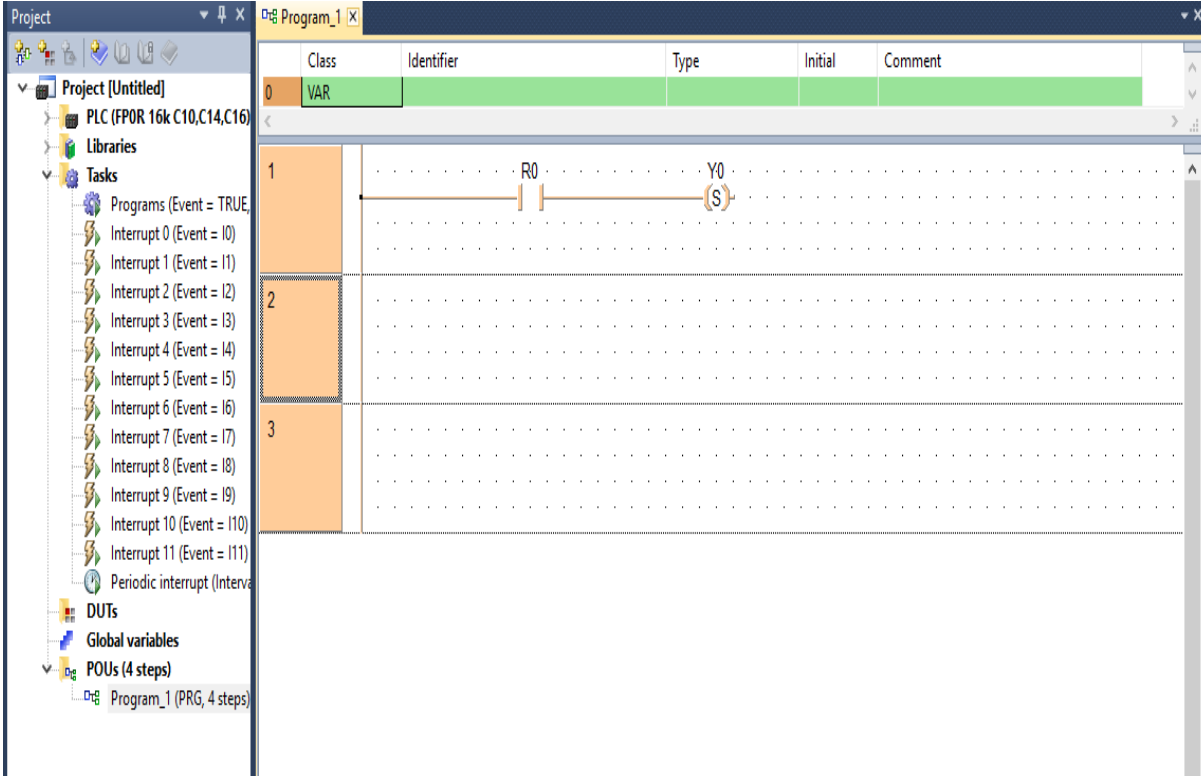 Project
Program_1
Class Identifier Type Initial Comment
0 VAR
Project [Untitled]
PLC (FP0R 16k C10,C14,C16)
Libraries
Tasks
Programs (Event = TRUE,
Interrupt 0 (Event = I0)
Interrupt 1 (Event = I1)
Interrupt 2 (Event = I2)
Interrupt 3 (Event = I3)
Interrupt 4 (Event = I4)
Interrupt 5 (Event = I5)
Interrupt 6 (Event = I6)
Interrupt 7 (Event = I7)
Interrupt 8 (Event = I8)
Interrupt 9 (Event = I9)
Interrupt 10 (Event = I10)
Interrupt 11 (Event = I11)
Periodic interrupt (Interva
DUTs
Global variables
POUs (4 steps)
Program_1 (PRG, 4 steps)
1
R0 Y0
(S)
2
3